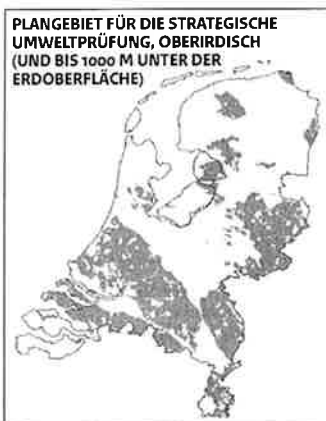 PLANGEBIET FÜR DIE STRATEGISCHE
UMWELTPRÜFUNG, OBERIRDISCH
(UND BIS 1000 M UNTER DER
ERDOBERFLÄCHE)